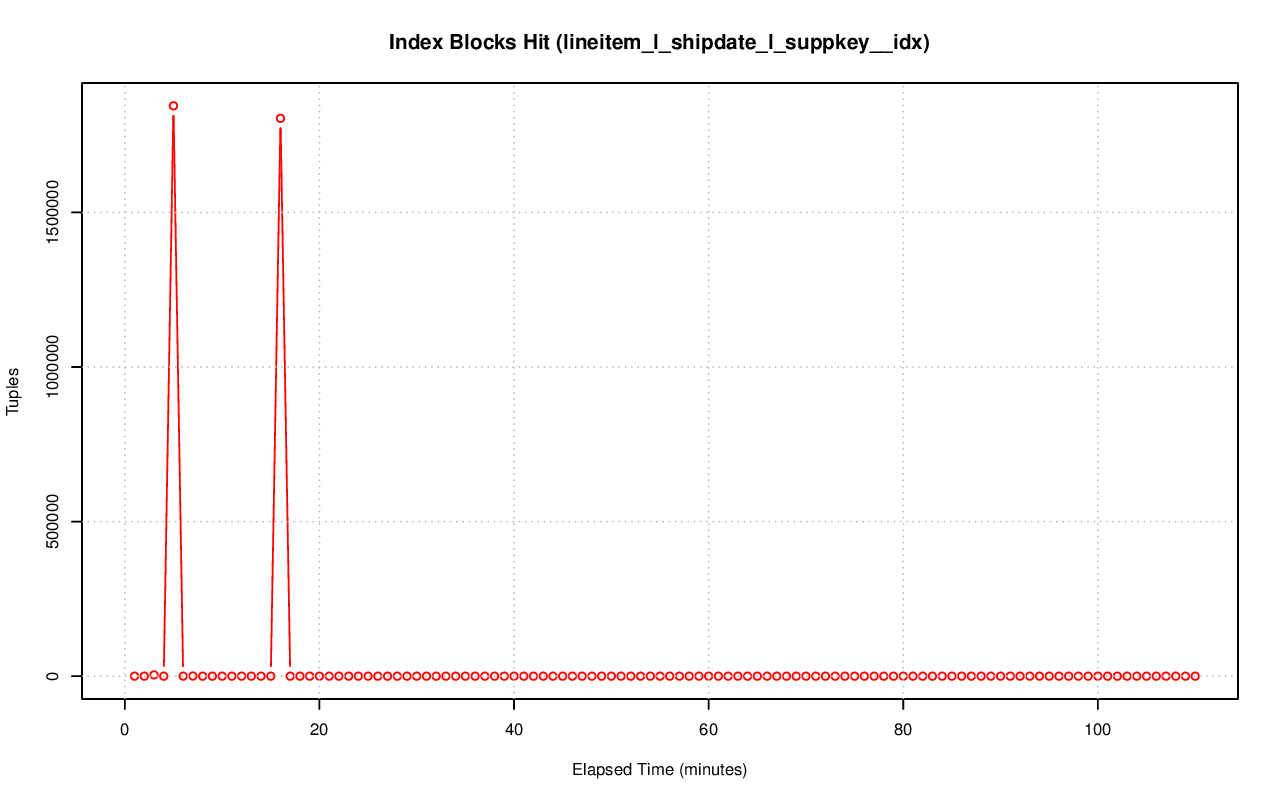 Index Blocks Hit (lineitem_l_shipdate_l_suppkey__idx)
Tuples
1500000
1000000
500000
0
0 20 40 60 80 100
Elapsed Time (minutes)